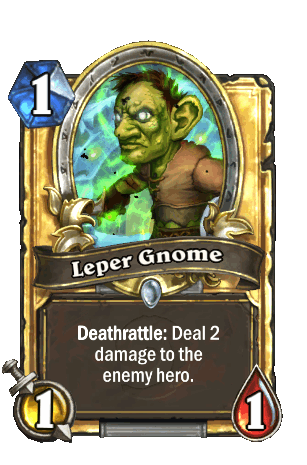 1
Leper Gnome
Deathrattle: Deal 2
damage to the
enemy hero.
1
1